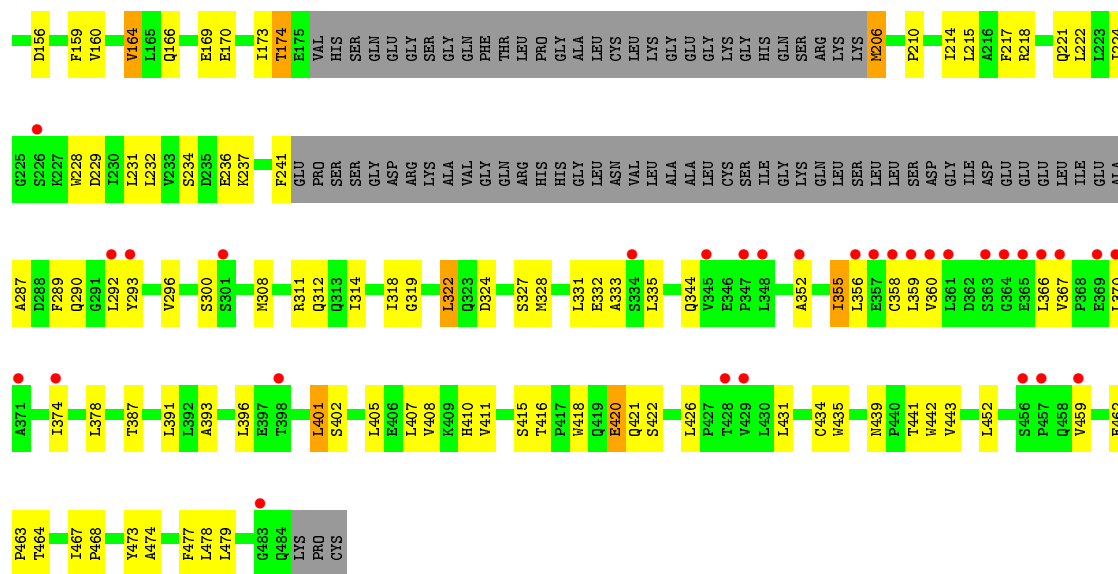 D156 F159 V160 V164 L165 Q166 E169 E170 I173 T174 E175 VAL HIS SER GLN GLU GLY SER GLY GLN PHE THR LEU PRO GLY ALA LEU CYS LEU LEU LYS GLY GLU GLY LYS GLY HIS GLN SER ARG LYS LYS M206 P210 I214 L215 A216 F217 R218 Q221 L222 L223
G225 S226 K227 W228 D229 I230 L231 L232 V233 S234 D235 E236 K237 F241 GLU PRO SER SER GLY ASP ARG LYS ALA VAL GLY GLN ARG HIS HIS GLY LEU ASN VAL LEU ALA ALA LEU CYS SER ILE GLY LYS GLN LEU SER LEU LEU SER ASP GLY ILE ASP GLU GLU GLU LEU ILE GLU ALA
A287 D288 F289 Q290 G291 L292 Y293 V296 S300 S301 M308 R311 Q312 Q313 I314 I318 G319 L322 Q323 D324 S327 M328 L331 E332 A333 S334 L335 Q344 V345 E346 P347 L348 A352 I355 L356 E357 C358 L359 V360 L361 D362 S363 G364 E365 L366 V367 P368 E369
A371 I374 L378 T387 L391 L392 A393 L396 E397 T398 L401 S402 L405 E406 L407 V408 K409 H410 V411 S415 T416 P417 W418 Q419 E420 Q421 S422 L426 P427 T428 V429 L430 L431 C434 W435 N439 P440 T441 W442 V443 L452 S456 P457 Q458 V459
P463 T464 I467 P468 Y473 A474 F477 L478 L479 G483 Q484 LYS PRO CYS